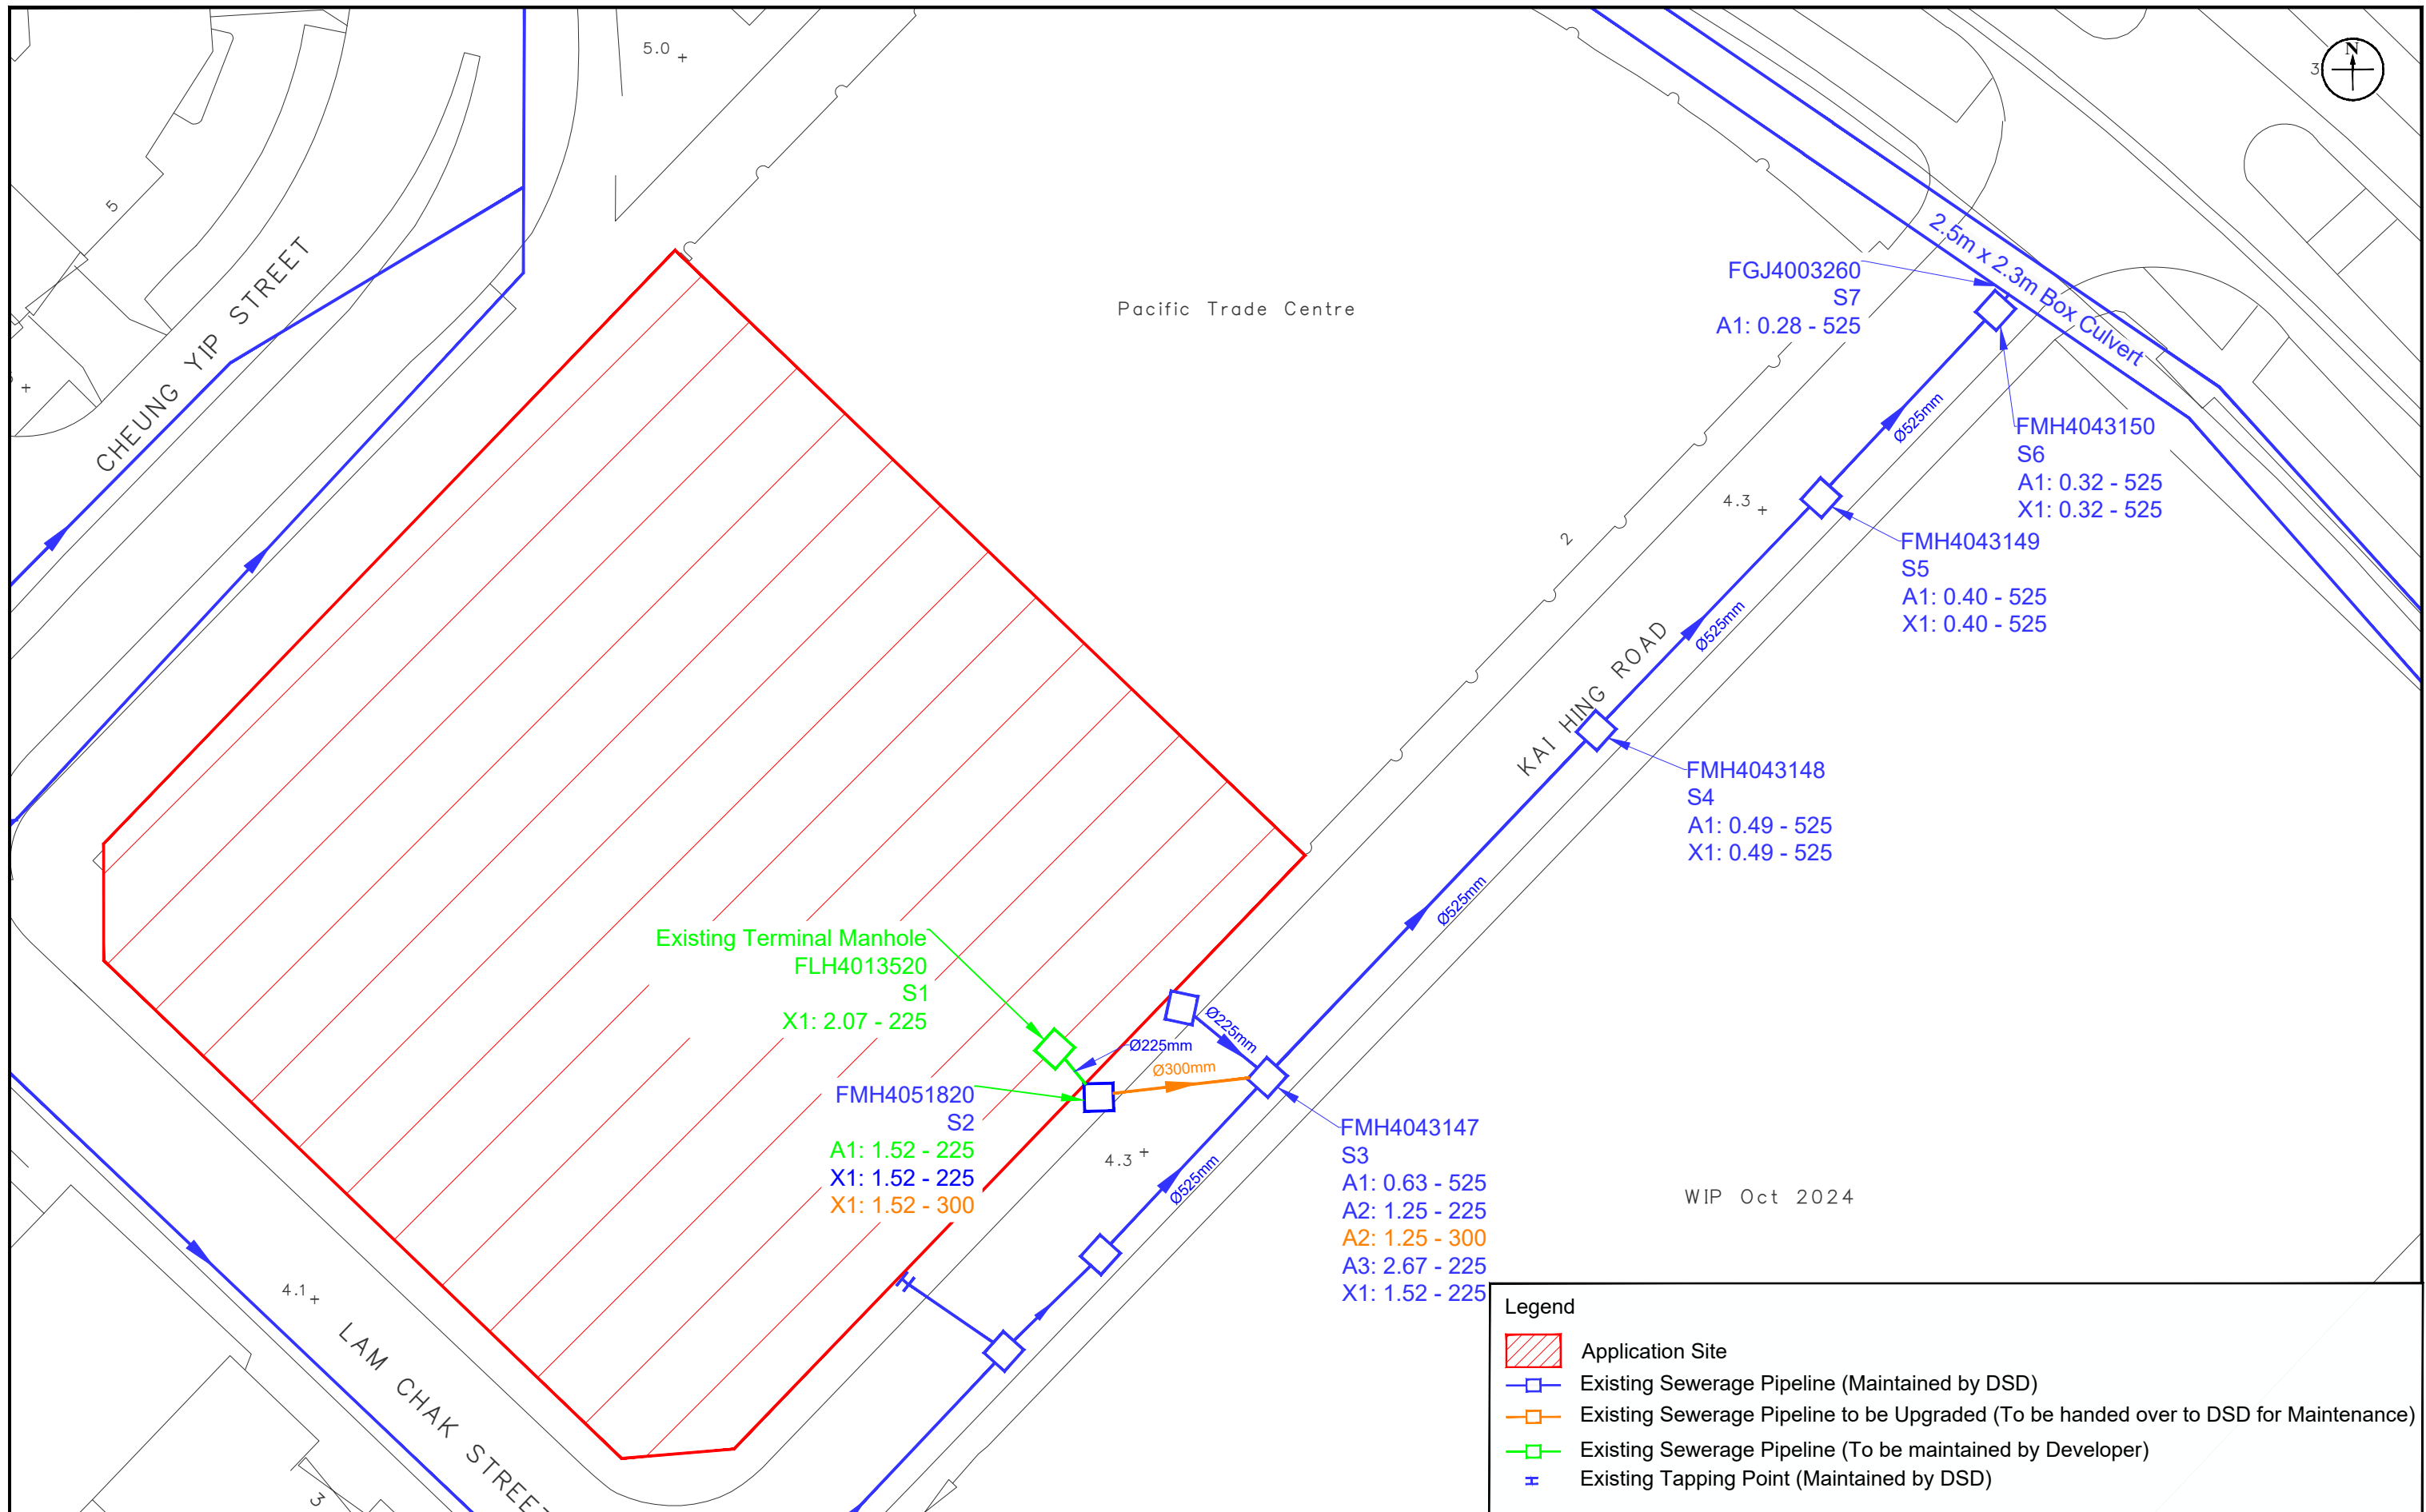 5.0
N
3
5
CHEUNG YIP STREET
Pacific Trade Centre
2.5m x 2.3m Box Culvert
FGJ4003260
S7
A1: 0.28 - 525
Ø525mm
FMH4043150
S6
A1: 0.32 - 525
X1: 0.32 - 525
4.3
2
FMH4043149
S5
A1: 0.40 - 525
X1: 0.40 - 525
Ø525mm
KAI HING ROAD
FMH4043148
S4
A1: 0.49 - 525
X1: 0.49 - 525
Ø525mm
Existing Terminal Manhole
FLH4013520
S1
X1: 2.07 - 225
Ø225mm
Ø225mm
Ø300mm
FMH4051820
S2
A1: 1.52 - 225
X1: 1.52 - 225
X1: 1.52 - 300
4.3
Ø525mm
FMH4043147
S3
A1: 0.63 - 525
A2: 1.25 - 225
A2: 1.25 - 300
A3: 2.67 - 225
X1: 1.52 - 225
WIP Oct 2024
4.1
LAM CHAK STREET
3
Legend
Application Site
Existing Sewerage Pipeline (Maintained by DSD)
Existing Sewerage Pipeline to be Upgraded (To be handed over to DSD for Maintenance)
Existing Sewerage Pipeline (To be maintained by Developer)
Existing Tapping Point (Maintained by DSD)